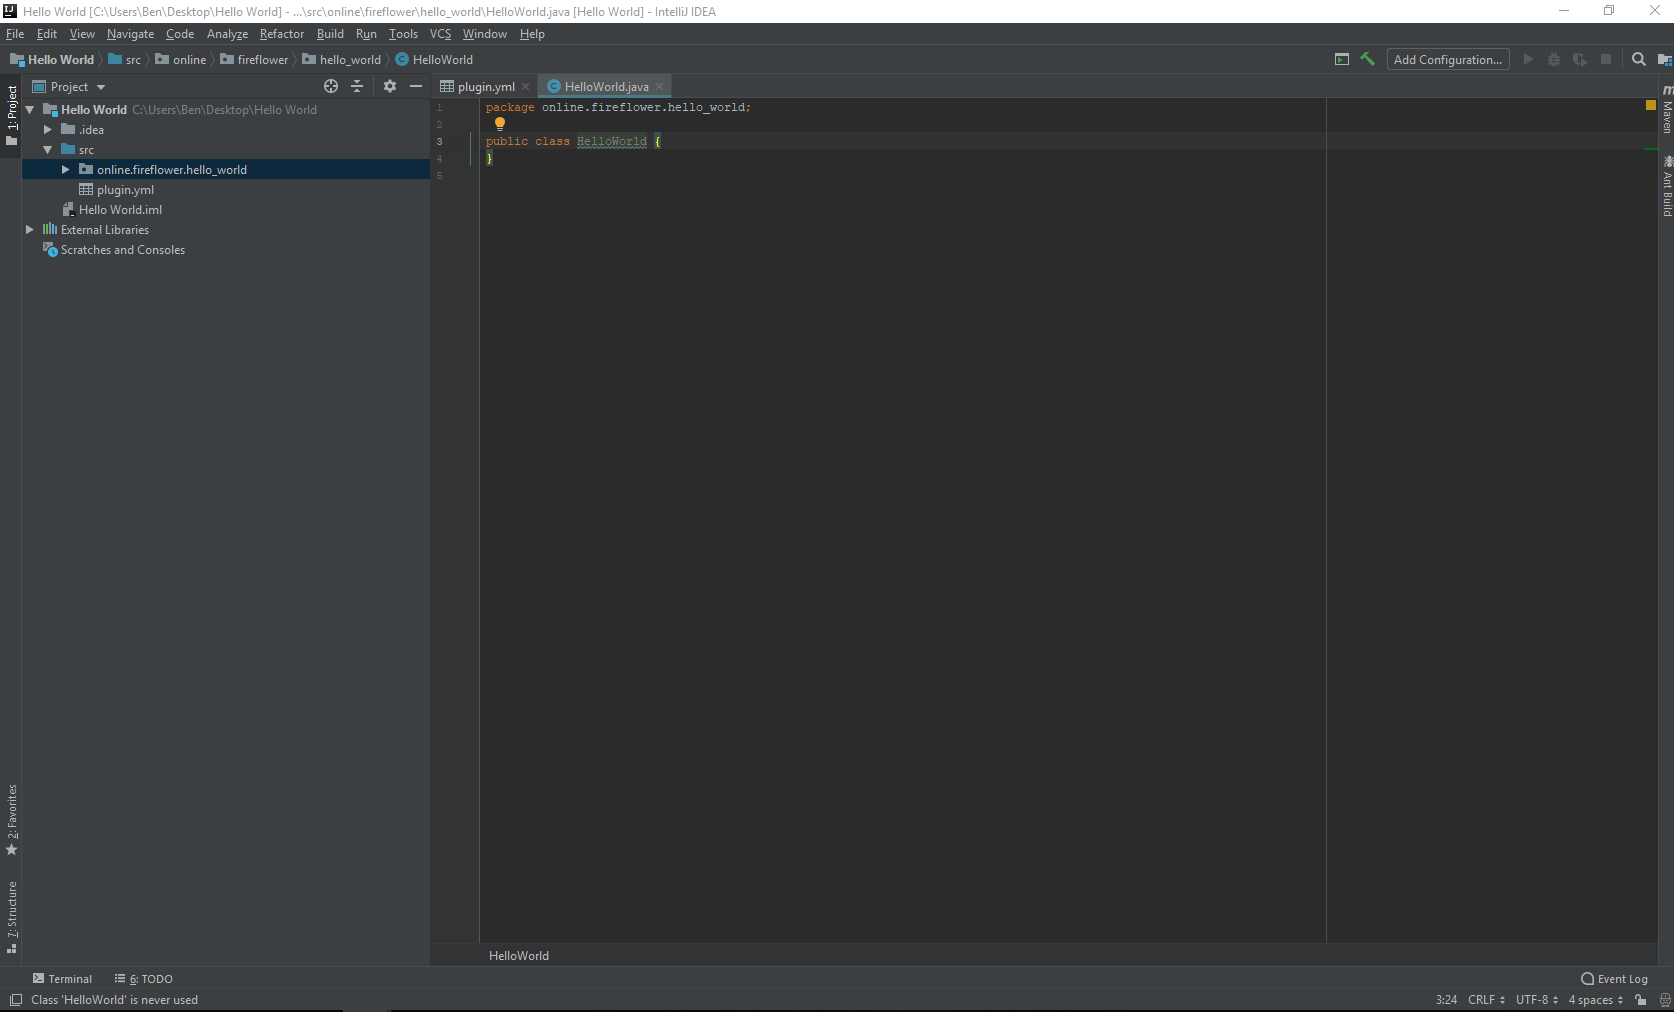 Hello World [C:\Users\Ben\Desktop\Hello World] - ...\src\online\fireflower\hello_world\HelloWorld.java [Hello World] - IntelliJ IDEA
File Edit View Navigate Code Analyze Refactor Build Run Tools VCS Window Help
Hello World src online fireflower hello_world HelloWorld Add Configuration...
Project plugin.yml HelloWorld.java
1: Project
Hello World C:\Users\Ben\Desktop\Hello World
.idea
src
online.fireflower.hello_world
plugin.yml
Hello World.iml
External Libraries
Scratches and Consoles
1 package online.fireflower.hello_world;
2
3 public class HelloWorld {
4 }
5
Maven
Ant Build
2: Favorites
7: Structure
HelloWorld
Terminal 6: TODO Event Log
Class 'HelloWorld' is never used 3:24 CRLF UTF-8 4 spaces